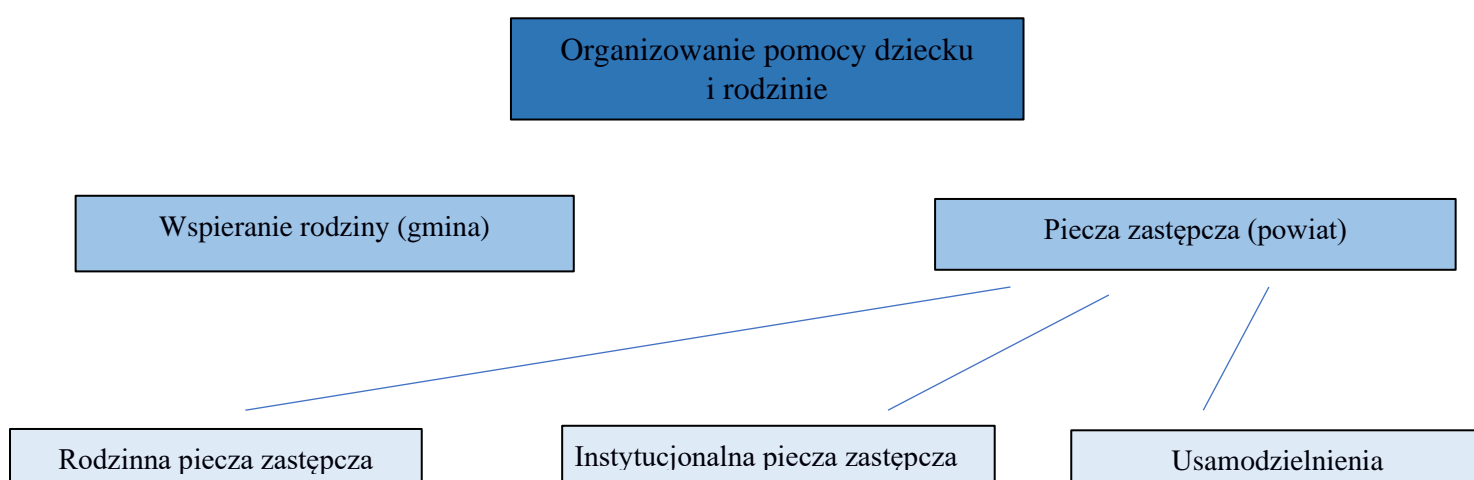 Organizowanie pomocy dziecku
i rodzinie
Wspieranie rodziny (gmina)
Piecza zastępcza (powiat)
Rodzinna piecza zastępcza
Instytucjonalna piecza zastępcza
Usamodzielnienia